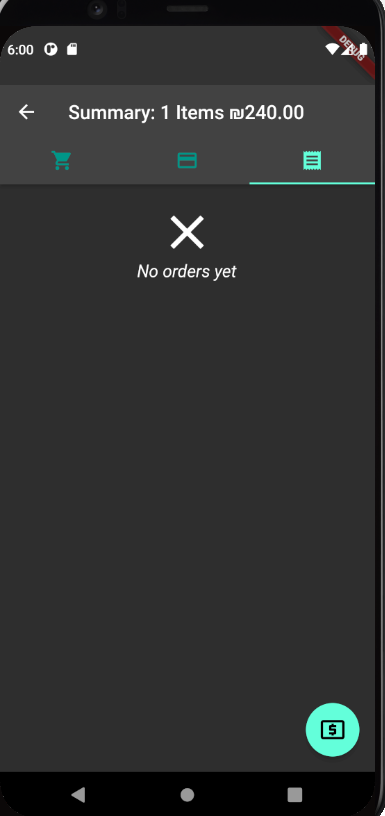 6:00
DEBUG
Summary: 1 Items ₪240.00
No orders yet